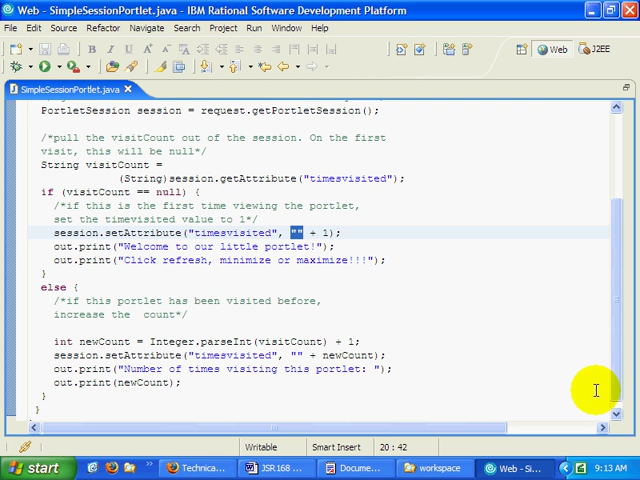 Web - SimpleSessionPortlet.java - IBM Rational Software Development Platform
File Edit Source Refactor Navigate Search Project Run Window Help
Web J2EE
SimpleSessionPortlet.java
PortletSession session = request.getPortletSession();
/*pull the visitCount out of the session. On the first
visit, this will be null*/
String visitCount =
(String)session.getAttribute("timesvisited");
if (visitCount == null) {
/*if this is the first time viewing the portlet,
set the timevisited value to 1*/
session.setAttribute("timesvisited", "" + 1);
out.print("Welcome to our little portlet!");
out.print("Click refresh, minimize or maximize!!!");
}
else {
/*if this portlet has been visited before,
increase the  count*/
int newCount = Integer.parseInt(visitCount) + 1;
session.setAttribute("timesvisited", "" + newCount);
out.print("Number of times visiting this portlet: ");
out.print(newCount);
}
}
Writable Smart Insert 20 : 42
start Technica... JSR168 ... Docume... workspace Web - Sim... 9:13 AM